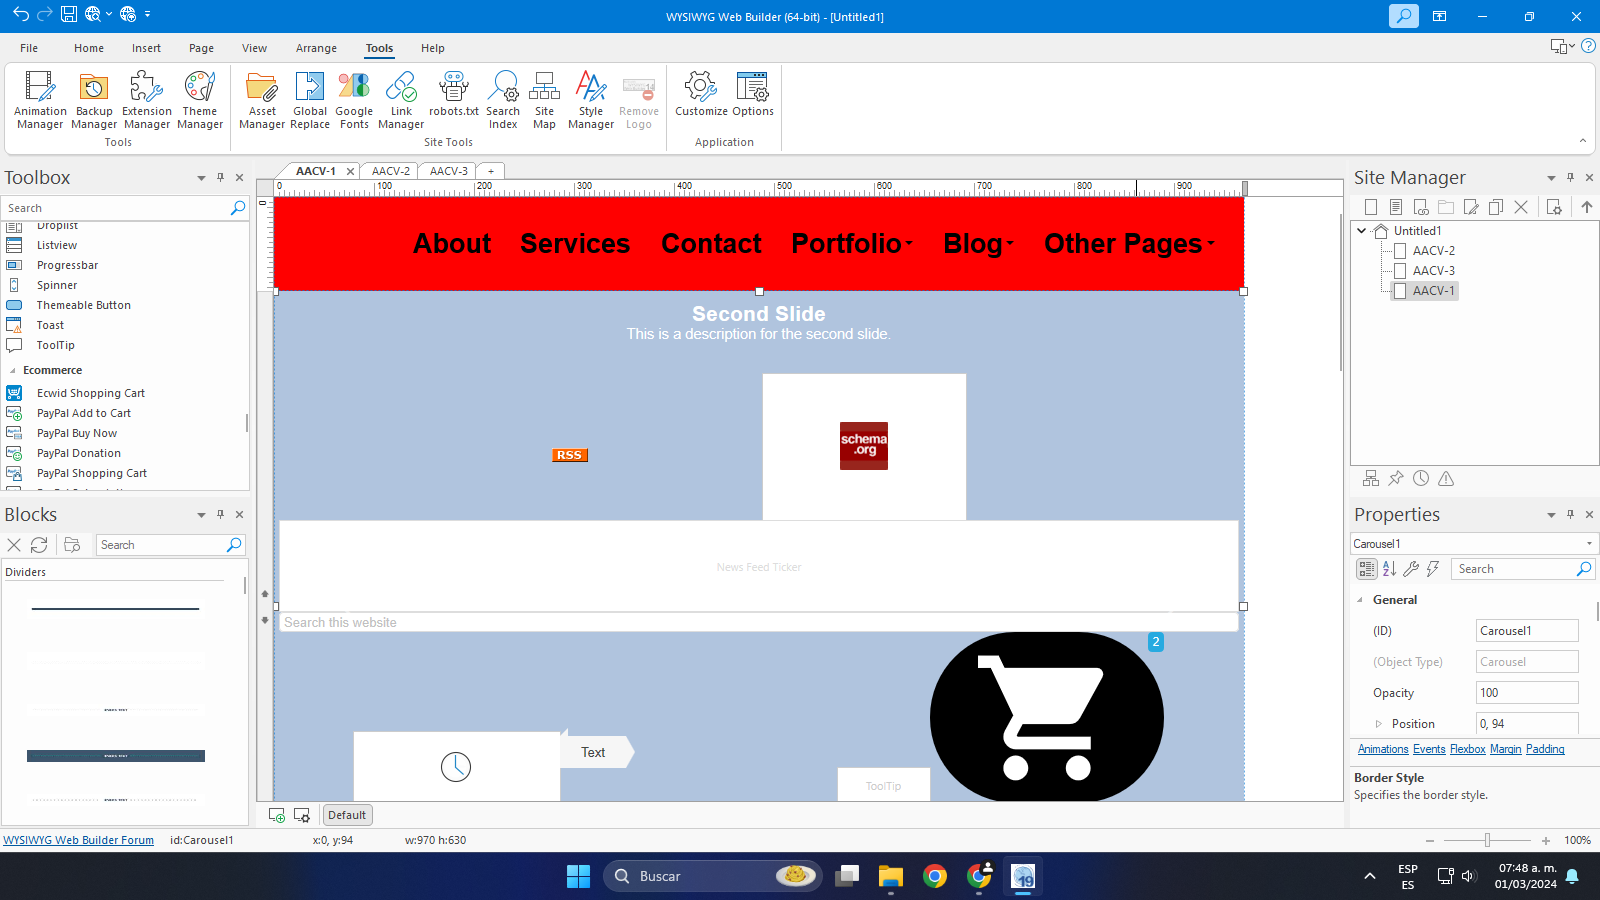 WYSIWYG Web Builder (64-bit) - [Untitled1]
File Home Insert Page View Arrange Tools Help
Animation Manager
Backup Manager
Extension Manager
Theme Manager
Tools
Asset Manager
Global Replace
Google Fonts
Link Manager
robots.txt
Search Index
Site Map
Style Manager
Remove Logo
Site Tools
Customize
Options
Application
Toolbox
Search
Droplist
Listview
Progressbar
Spinner
Themeable Button
Toast
ToolTip
Ecommerce
Ecwid Shopping Cart
PayPal Add to Cart
PayPal Buy Now
PayPal Donation
PayPal Shopping Cart
Blocks
Search
Dividers
AACV-1 AACV-2 AACV-3 +
0 100 200 300 400 500 600 700 800 900
About Services Contact Portfolio Blog Other Pages
Second Slide
This is a description for the second slide.
RSS
schema
.org
News Feed Ticker
Search this website
2
Text
ToolTip
Default
Site Manager
Untitled1
AACV-2
AACV-3
AACV-1
Properties
Carousel1
Search
General
(ID) Carousel1
(Object Type) Carousel
Opacity 100
Position 0, 94
Animations Events Flexbox Margin Padding
Border Style
Specifies the border style.
WYSIWYG Web Builder Forum id:Carousel1 x:0, y:94 w:970 h:630 100%
Buscar
19
ESP
ES
07:48 a. m.
01/03/2024